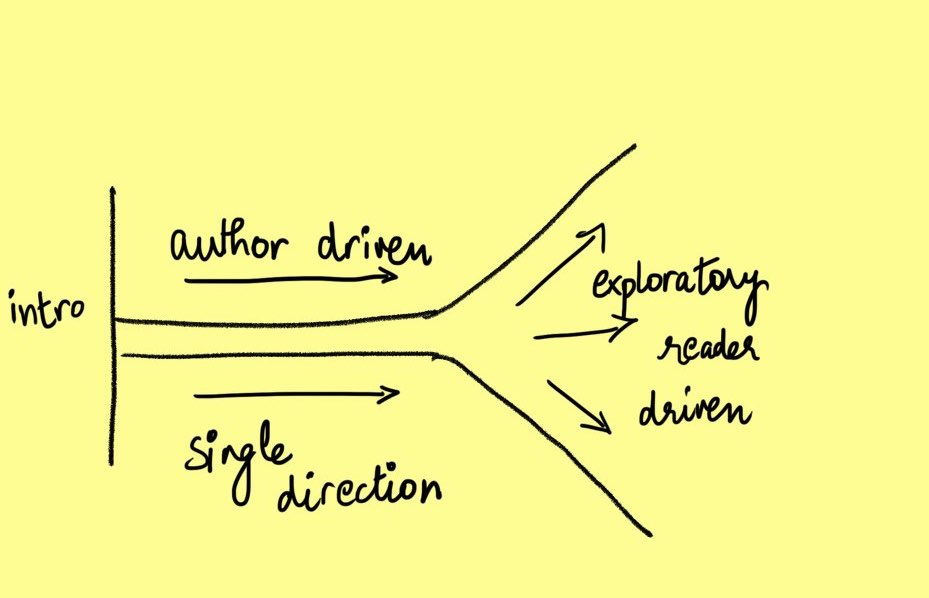 intro
author driven
single
direction
exploratory
reader
driven